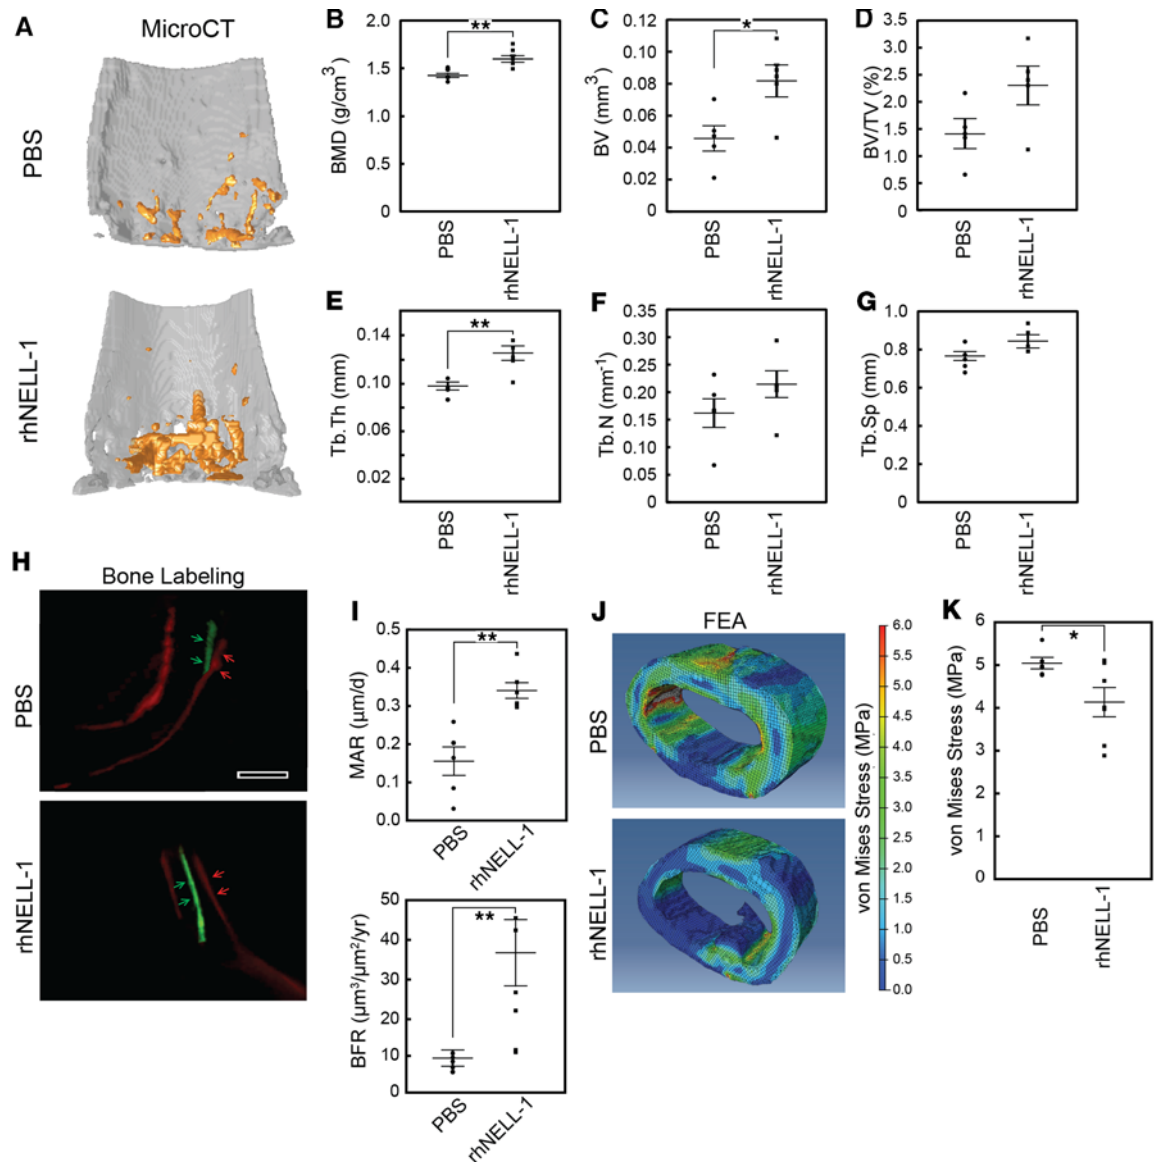 A
MicroCT
PBS
rhNELL-1
B
BMD (g/cm3)
2.0
1.5
1.0
0.5
0
**
PBS
rhNELL-1
C
BV (mm3)
0.12
0.10
0.08
0.06
0.04
0.02
0
*
PBS
rhNELL-1
D
BV/TV (%)
3.5
3.0
2.5
2.0
1.5
1.0
0.5
0
PBS
rhNELL-1
E
Tb.Th (mm)
0.14
0.10
0.06
0.02
**
PBS
rhNELL-1
F
Tb.N (mm-1)
0.35
0.30
0.25
0.20
0.15
0.10
0.05
0
PBS
rhNELL-1
G
Tb.Sp (mm)
1.0
0.8
0.6
0.4
0.2
0
PBS
rhNELL-1
H
Bone Labeling
PBS
rhNELL-1
I
MAR (µm/d)
0.5
0.4
0.3
0.2
0.1
0.0
**
PBS
rhNELL-1
BFR (µm3/µm2/yr)
50
40
30
20
10
0
**
PBS
rhNELL-1
J
FEA
PBS
rhNELL-1
von Mises Stress (MPa)
6.0
5.5
5.0
4.5
4.0
3.5
3.0
2.5
2.0
1.5
1.0
0.5
0.0
K
von Mises Stress (MPa)
6
5
4
3
2
1
0
*
PBS
rhNELL-1